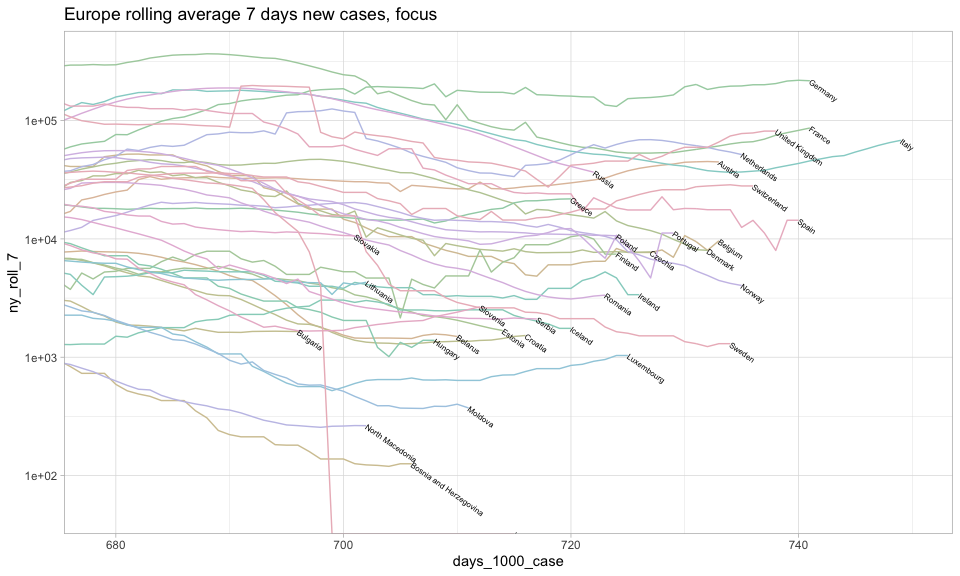 Europe rolling average 7 days new cases, focus
ny_roll_7
1e+05
1e+04
1e+03
1e+02
Germany
France
United Kingdom
Italy
Netherlands
Austria
Russia
Switzerland
Greece
Spain
Slovakia
Poland
Portugal
Belgium
Denmark
Czechia
Finland
Lithuania
Norway
Romania
Ireland
Slovenia
Serbia
Iceland
Estonia
Croatia
Bulgaria
Hungary
Belarus
Sweden
Luxembourg
Moldova
North Macedonia
Bosnia and Herzegovina
680
700
720
740
days_1000_case